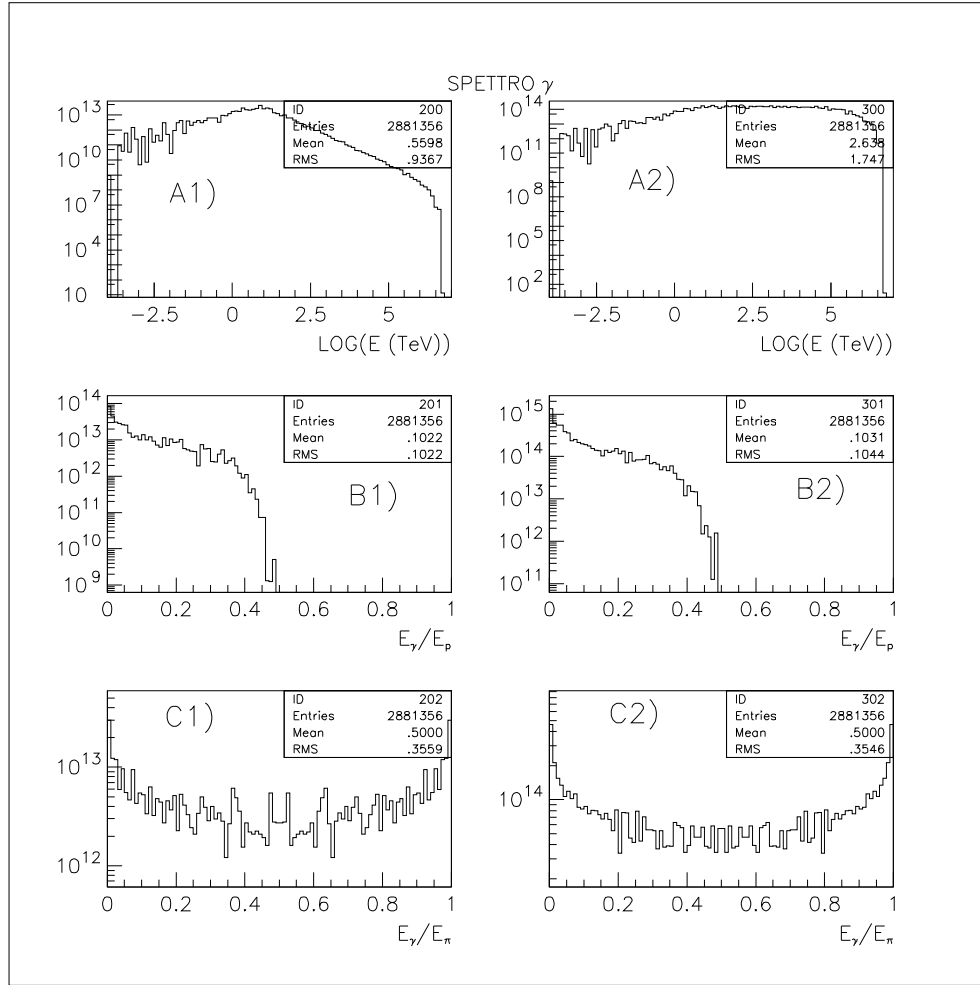 SPETTRO γ
10^13
10^10
10^7
10^4
10
ID 200
Entries 2881356
Mean .5598
RMS .9367
A1)
-2.5 0 2.5 5
LOG(E (TeV))
10^14
10^11
10^8
10^5
10^2
ID 300
Entries 2881356
Mean 2.638
RMS 1.747
A2)
-2.5 0 2.5 5
LOG(E (TeV))
10^14
10^13
10^12
10^11
10^10
10^9
ID 201
Entries 2881356
Mean .1022
RMS .1022
B1)
0 0.2 0.4 0.6 0.8 1
E_γ/E_p
10^15
10^14
10^13
10^12
10^11
ID 301
Entries 2881356
Mean .1031
RMS .1044
B2)
0 0.2 0.4 0.6 0.8 1
E_γ/E_p
10^13
10^12
ID 202
Entries 2881356
Mean .5000
RMS .3559
C1)
0 0.2 0.4 0.6 0.8 1
E_γ/E_π
10^14
ID 302
Entries 2881356
Mean .5000
RMS .3546
C2)
0 0.2 0.4 0.6 0.8 1
E_γ/E_π